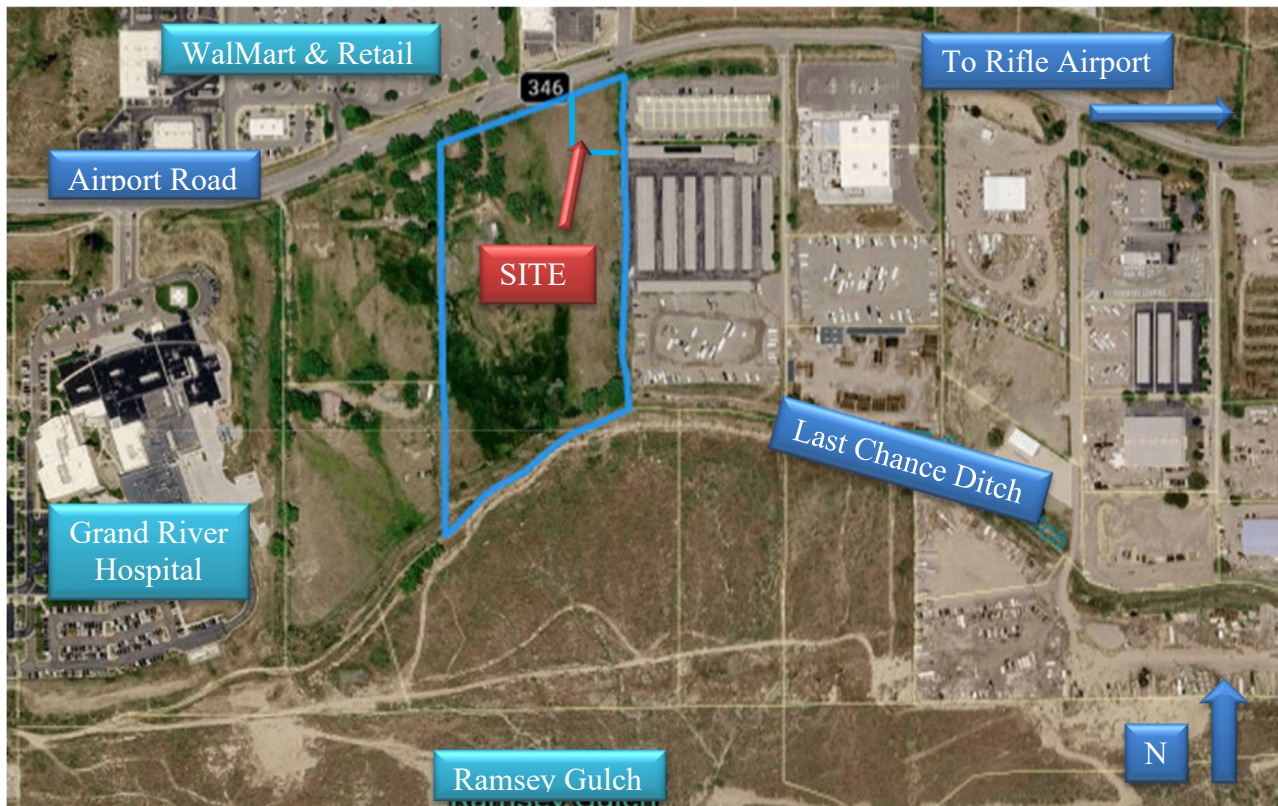 WalMart & Retail
To Rifle Airport
346
Airport Road
SITE
Last Chance Ditch
Grand River
Hospital
N
Ramsey Gulch